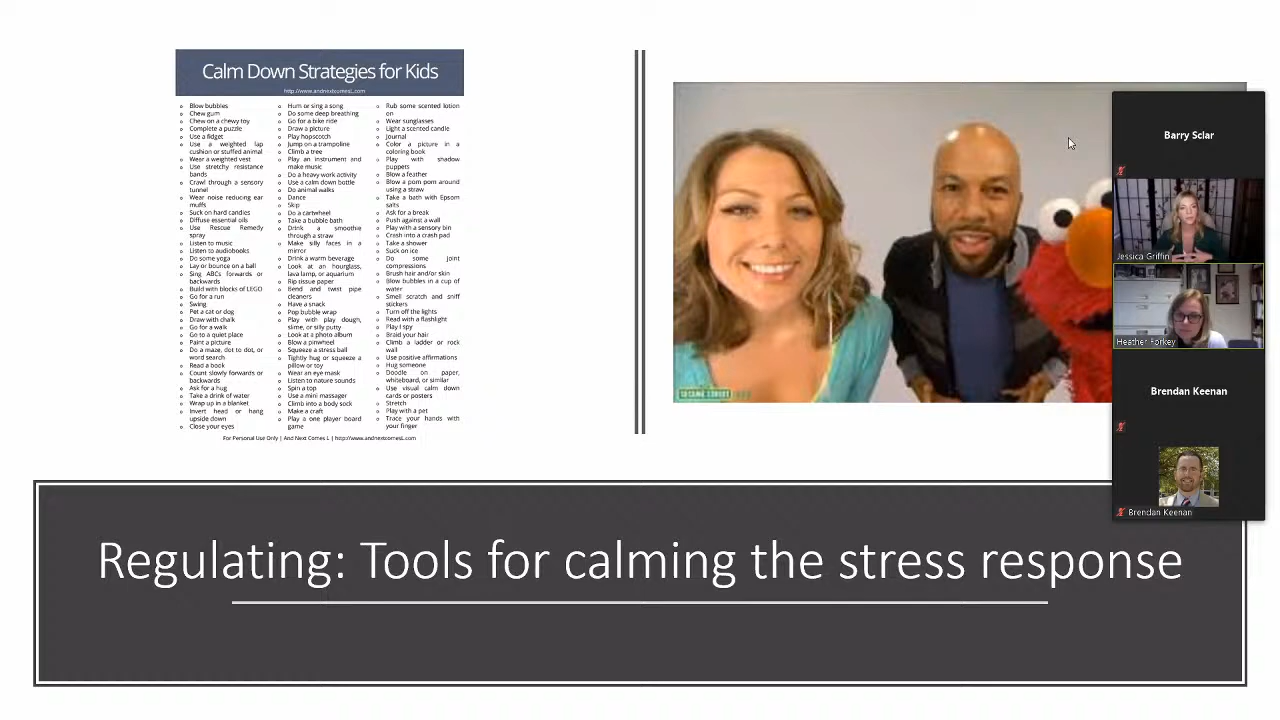 Calm Down Strategies for Kids
http://www.andnextcomesL.com
Blow bubbles
Chew gum
Chew on a chewy toy
Complete a puzzle
Use a fidget
Use a weighted lap
cushion or stuffed animal
Wear a weighted vest
Use stretchy resistance
bands
Crawl through a sensory
tunnel
Wear noise reducing ear
muffs
Suck on hard candies
Diffuse essential oils
Use Rescue Remedy
spray
Listen to music
Listen to audiobooks
Do some yoga
Lay or bounce on a ball
Sing ABCs forwards or
backwards
Build with blocks of LEGO
Go for a run
Swing
Pet a cat or dog
Draw with chalk
Go for a walk
Go to a quiet place
Paint a picture
Do a maze, dot to dot, or
word search
Read a book
Count slowly forwards or
backwards
Ask for a hug
Take a drink of water
Wrap up in a blanket
Invert head or hang
upside down
Close your eyes
Hum or sing a song
Do some deep breathing
Go for a bike ride
Draw a picture
Play hopscotch
Jump on a trampoline
Climb a tree
Play an instrument and
make music
Do a heavy work activity
Use a calm down bottle
Do animal walks
Dance
Skip
Do a cartwheel
Take a bubble bath
Drink a smoothie
through a straw
Make silly faces in a
mirror
Drink a warm beverage
Look at an hourglass,
lava lamp, or aquarium
Rip tissue paper
Bend and twist pipe
cleaners
Have a snack
Pop bubble wrap
Play with play dough,
slime, or silly putty
Look at a photo album
Blow a pinwheel
Squeeze a stress ball
Tightly hug or squeeze a
pillow or toy
Wear an eye mask
Listen to nature sounds
Spin a top
Use a mini massager
Climb into a body sock
Make a craft
Play a one player board
game
Rub some scented lotion
on
Wear sunglasses
Light a scented candle
Journal
Color a picture in a
coloring book
Play with shadow
puppets
Blow a feather
Blow a pom pom around
using a straw
Take a bath with Epsom
salts
Ask for a break
Push against a wall
Play with a sensory bin
Crash into a crash pad
Take a shower
Suck on ice
Do some joint
compressions
Brush hair and/or skin
Blow bubbles in a cup of
water
Smell scratch and sniff
stickers
Turn off the lights
Read with a flashlight
Play I spy
Braid your hair
Climb a ladder or rock
wall
Use positive affirmations
Hug someone
Doodle on paper,
whiteboard, or similar
Use visual calm down
cards or posters
Stretch
Play with a pet
Trace your hands with
your finger
For Personal Use Only | And Next Comes L | http://www.andnextcomesL.com
SESAME STREET
Barry Sclar
Jessica Griffin
Heather Forkey
Brendan Keenan
Brendan Keenan
Regulating: Tools for calming the stress response